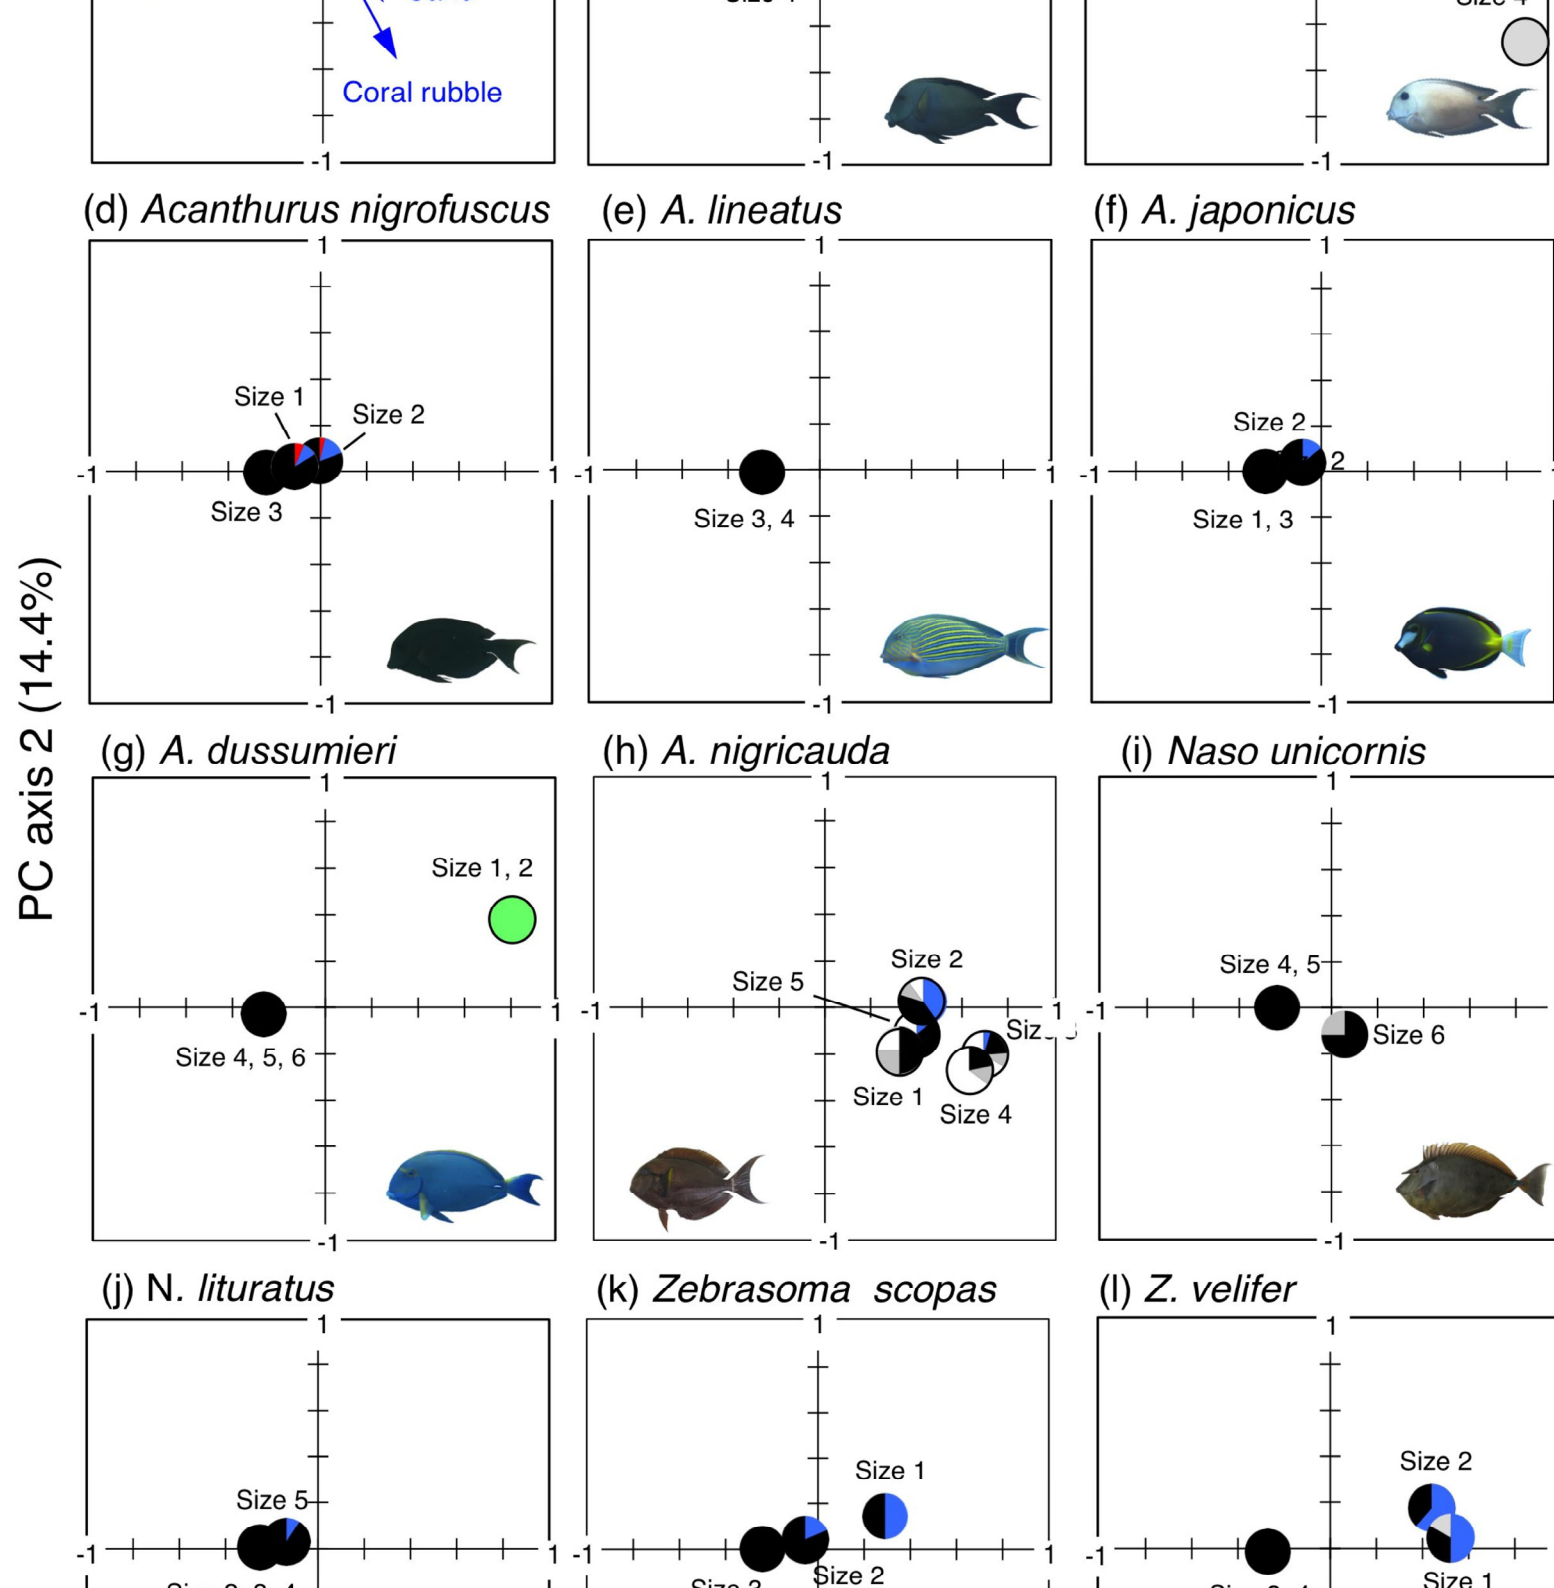 Coral rubble
-1
-1
-1
(d) Acanthurus nigrofuscus
(e) A. lineatus
(f) A. japonicus
1
1
1
Size 1
Size 2
Size 2
-1
1
-1
1
-1
2
Size 3
Size 3, 4
Size 1, 3
PC axis 2 (14.4%)
-1
-1
-1
(g) A. dussumieri
(h) A. nigricauda
(i) Naso unicornis
1
1
1
Size 1, 2
Size 2
Size 5
Size 4, 5
-1
1
-1
1
-1
Size 6
Size 4, 5, 6
Size 1
Size 4
-1
-1
-1
(j) N. lituratus
(k) Zebrasoma scopas
(l) Z. velifer
1
1
1
Size 5
Size 1
Size 2
-1
1
-1
1
-1
Size 2
Size 1